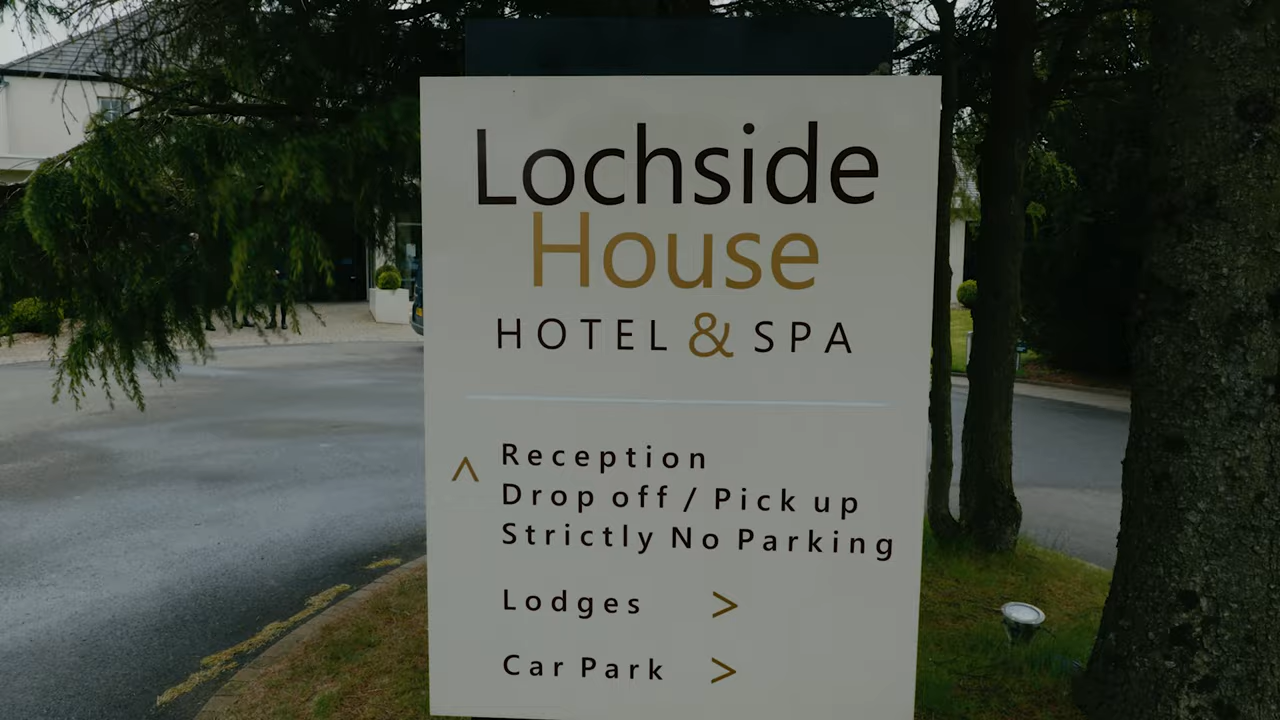 Lochside
House
HOTEL & SPA
^ Reception
Drop off / Pick up
Strictly No Parking
Lodges >
Car Park >